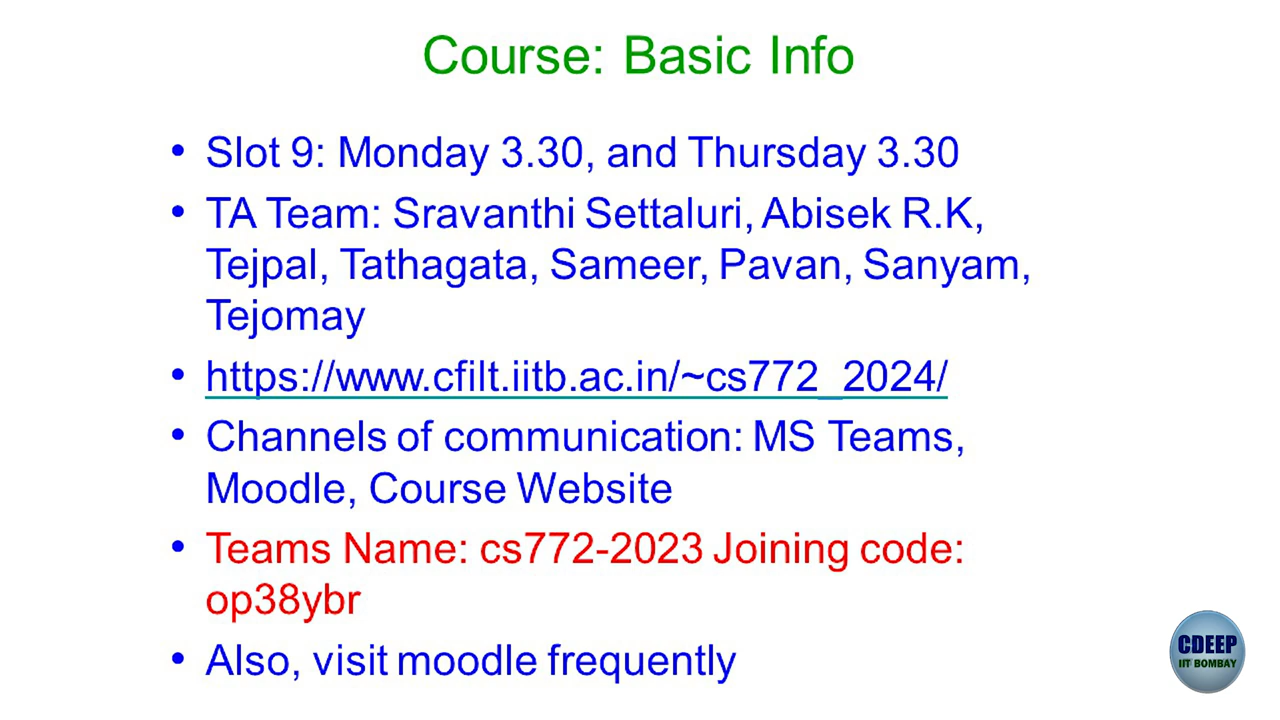 Course: Basic Info
• Slot 9: Monday 3.30, and Thursday 3.30
• TA Team: Sravanthi Settaluri, Abisek R.K,
Tejpal, Tathagata, Sameer, Pavan, Sanyam,
Tejomay
• https://www.cfilt.iitb.ac.in/~cs772_2024/
• Channels of communication: MS Teams,
Moodle, Course Website
• Teams Name: cs772-2023 Joining code:
op38ybr
• Also, visit moodle frequently
CDEEP
IIT BOMBAY